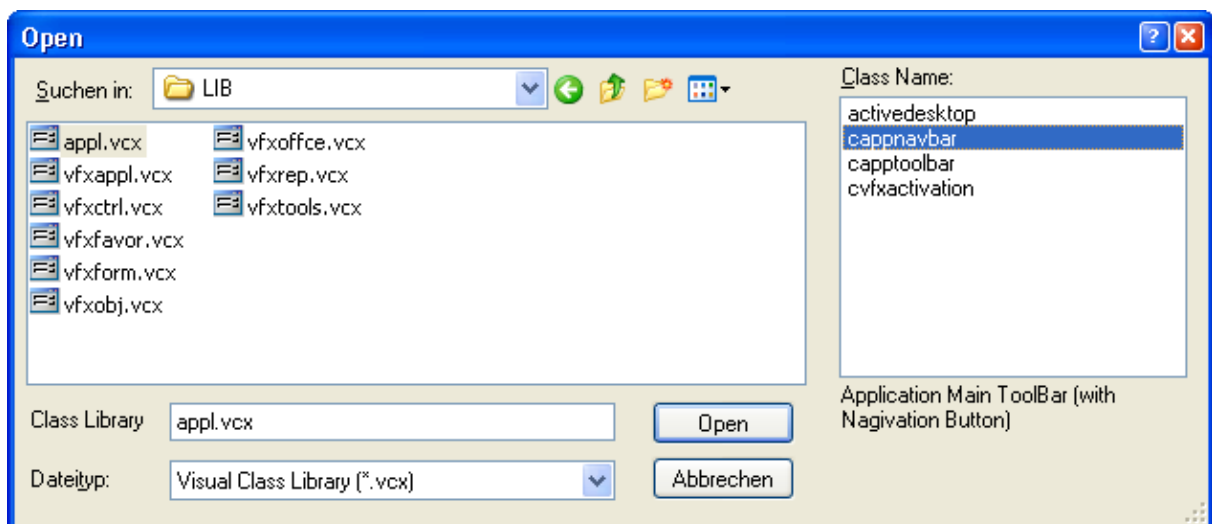 Open
Suchen in:
LIB
Class Name:
appl.vcx
vfxappl.vcx
vfxctrl.vcx
vfxfavor.vcx
vfxform.vcx
vfxobj.vcx
vfxoffce.vcx
vfxrep.vcx
vfxtools.vcx
activedesktop
cappnavbar
capptoolbar
cvfxactivation
Application Main ToolBar (with
Nagivation Button)
Class Library
appl.vcx
Open
Dateityp:
Visual Class Library (*.vcx)
Abbrechen